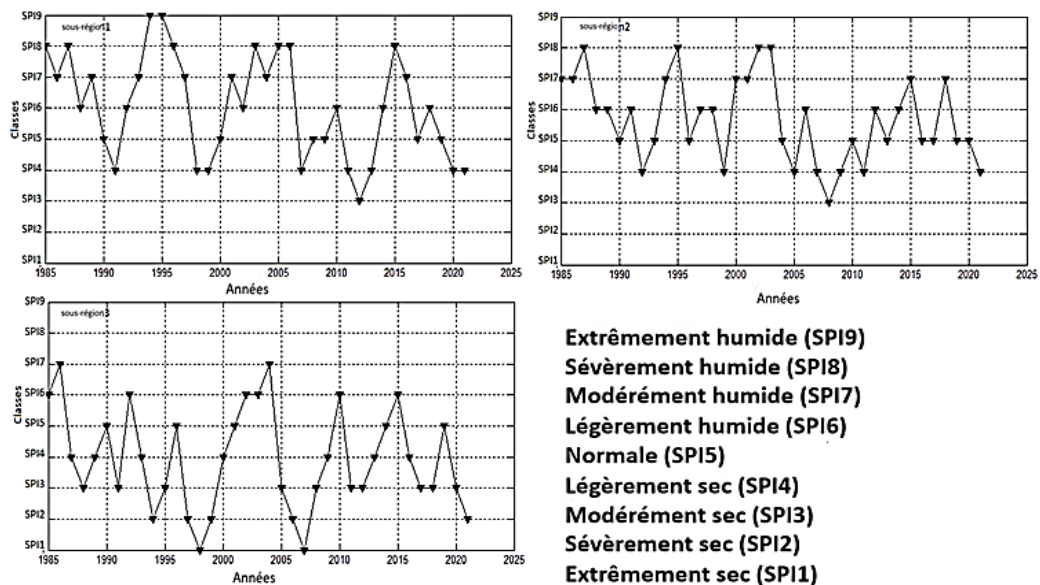 SPI9
sous-région1
SPI8
SPI7
SPI6
Classes
SPI5
SPI4
SPI3
SPI2
SPI1
1985 1990 1995 2000 2005 2010 2015 2020 2025
Années
SPI9
sous-région2
SPI8
SPI7
SPI6
Classes
SPI5
SPI4
SPI3
SPI2
SPI1
1985 1990 1995 2000 2005 2010 2015 2020 2025
Années
SPI9
sous-région3
SPI8
SPI7
SPI6
Classes
SPI5
SPI4
SPI3
SPI2
SPI1
1985 1990 1995 2000 2005 2010 2015 2020 2025
Années
Extrêmement humide (SPI9)
Sévèrement humide (SPI8)
Modérément humide (SPI7)
Légèrement humide (SPI6)
Normale (SPI5)
Légèrement sec (SPI4)
Modérément sec (SPI3)
Sévèrement sec (SPI2)
Extrêmement sec (SPI1)